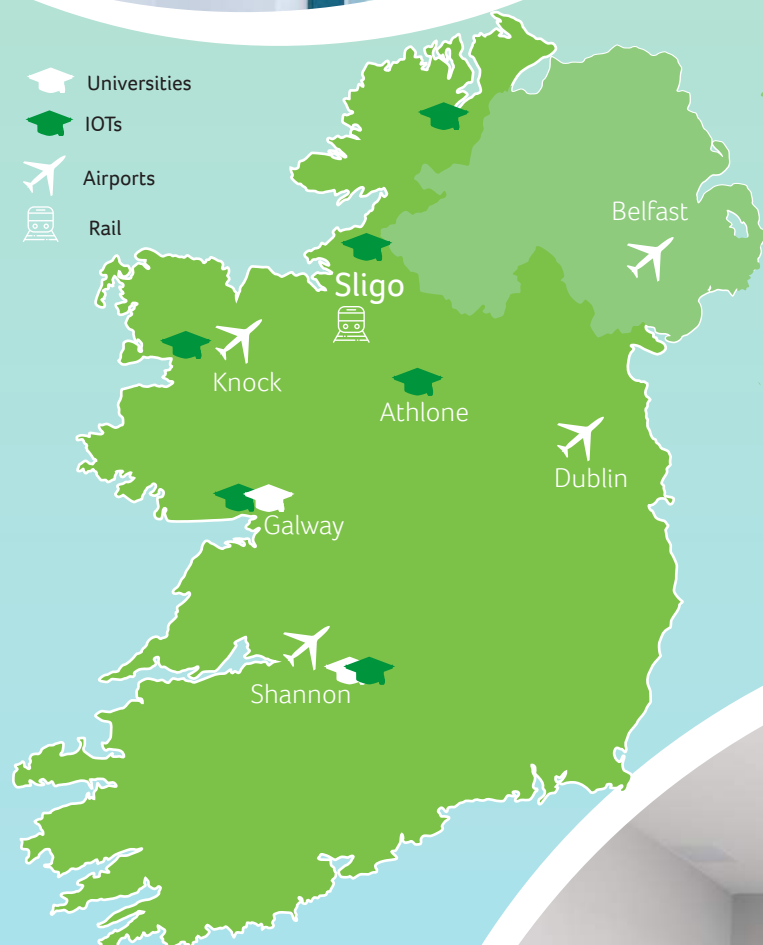 Universities
IOTs
Airports
Rail
Belfast
Sligo
Knock
Athlone
Dublin
Galway
Shannon